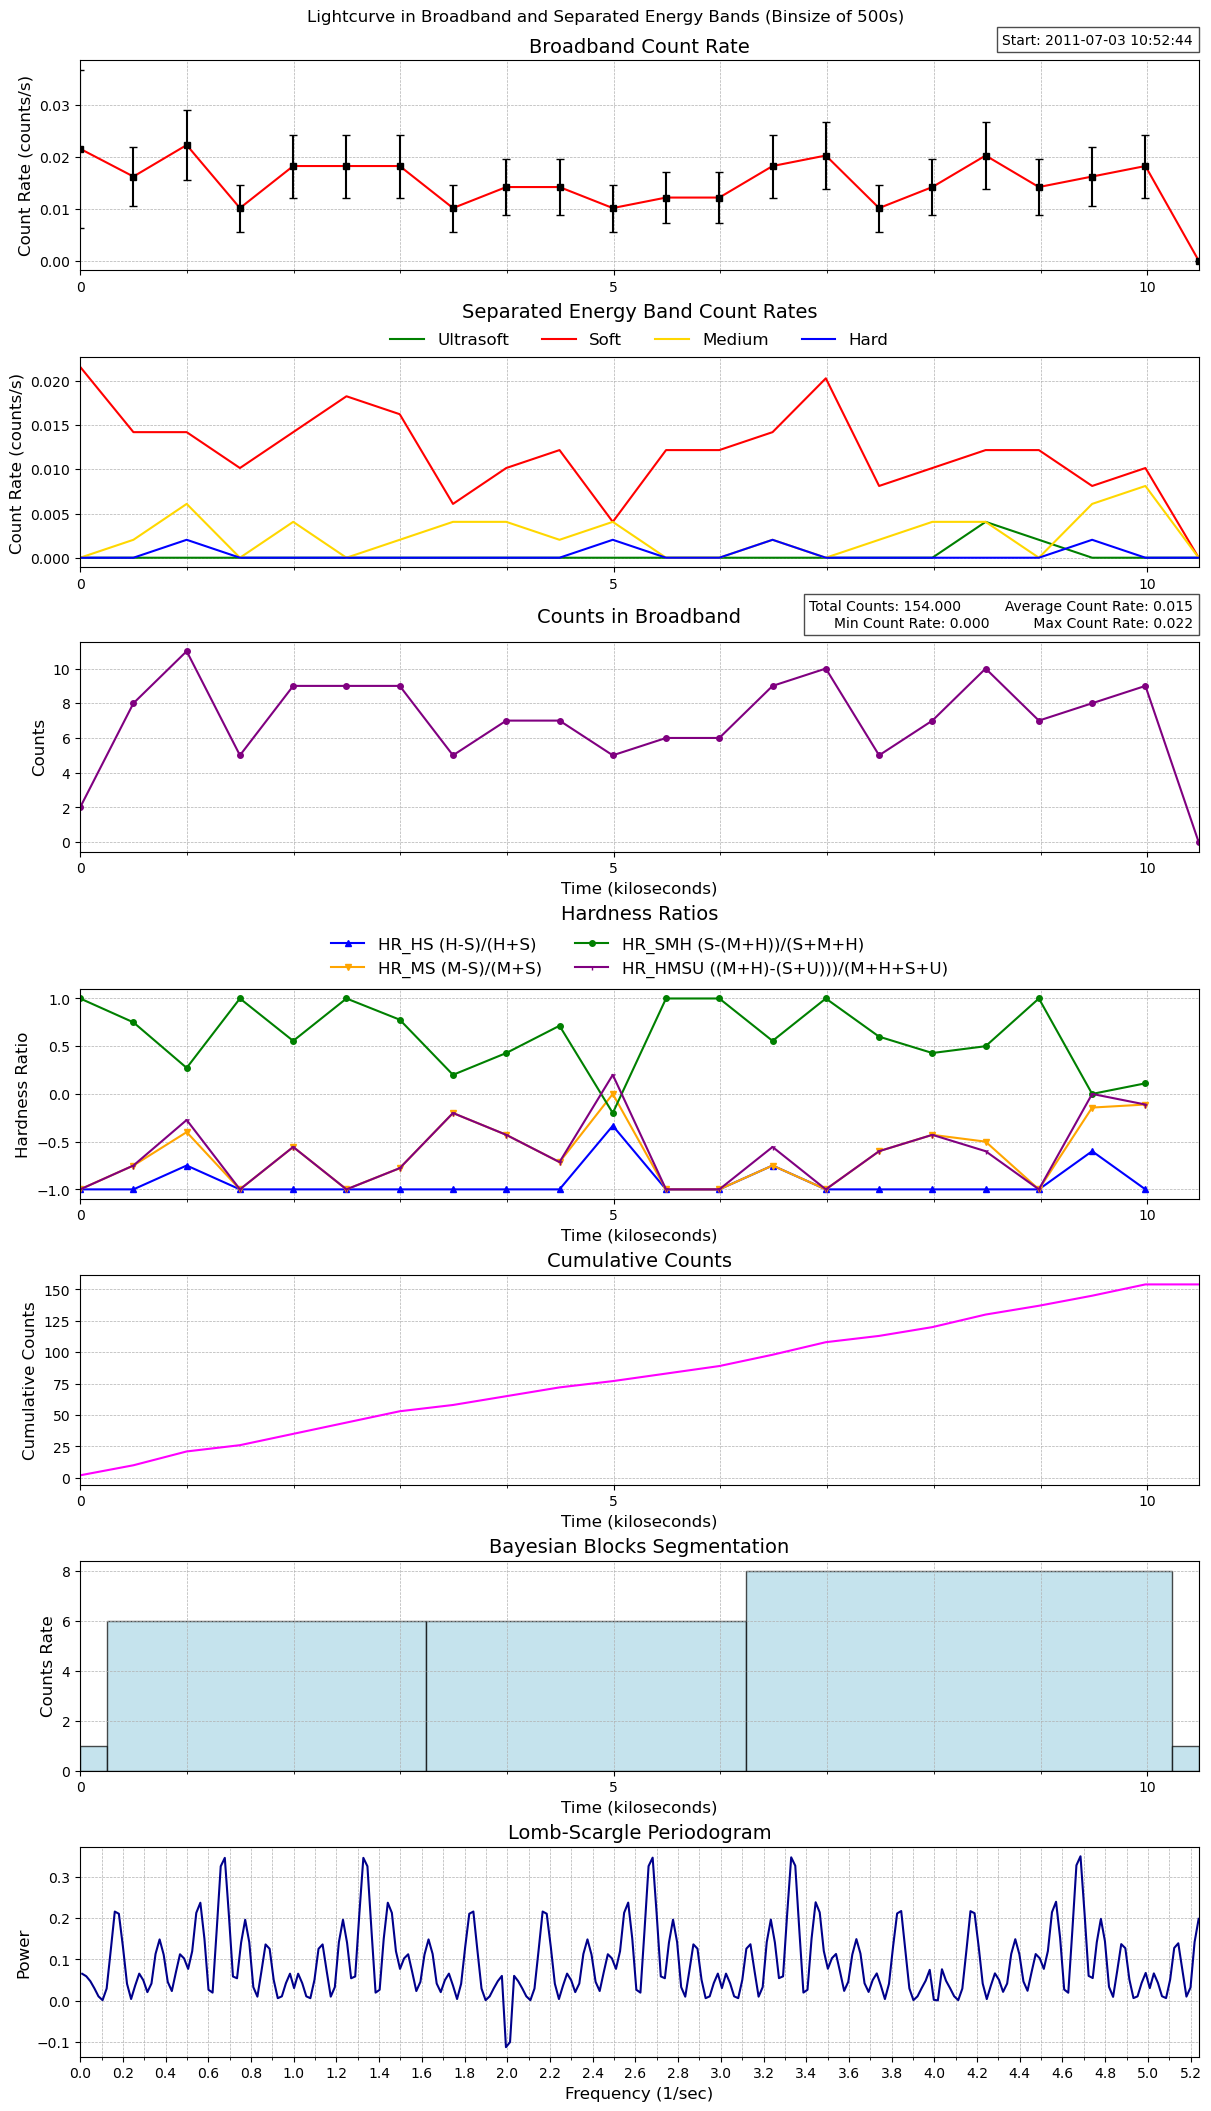 Lightcurve in Broadband and Separated Energy Bands (Binsize of 500s)
Start: 2011-07-03 10:52:44
Broadband Count Rate
Count Rate (counts/s)
0.03
0.02
0.01
0.00
0 5 10
Separated Energy Band Count Rates
Ultrasoft Soft Medium Hard
Count Rate (counts/s)
0.020
0.015
0.010
0.005
0.000
0 5 10
Counts in Broadband
Total Counts: 154.000 Average Count Rate: 0.015
Min Count Rate: 0.000 Max Count Rate: 0.022
Counts
10
8
6
4
2
0
0 5 10
Time (kiloseconds)
Hardness Ratios
HR_HS (H-S)/(H+S) HR_SMH (S-(M+H))/(S+M+H)
HR_MS (M-S)/(M+S) HR_HMSU ((M+H)-(S+U)))/(M+H+S+U)
Hardness Ratio
1.0
0.5
0.0
−0.5
−1.0
0 5 10
Time (kiloseconds)
Cumulative Counts
Cumulative Counts
150
125
100
75
50
25
0
0 5 10
Time (kiloseconds)
Bayesian Blocks Segmentation
Counts Rate
8
6
4
2
0
0 5 10
Time (kiloseconds)
Lomb-Scargle Periodogram
Power
0.3
0.2
0.1
0.0
−0.1
0.0 0.2 0.4 0.6 0.8 1.0 1.2 1.4 1.6 1.8 2.0 2.2 2.4 2.6 2.8 3.0 3.2 3.4 3.6 3.8 4.0 4.2 4.4 4.6 4.8 5.0 5.2
Frequency (1/sec)